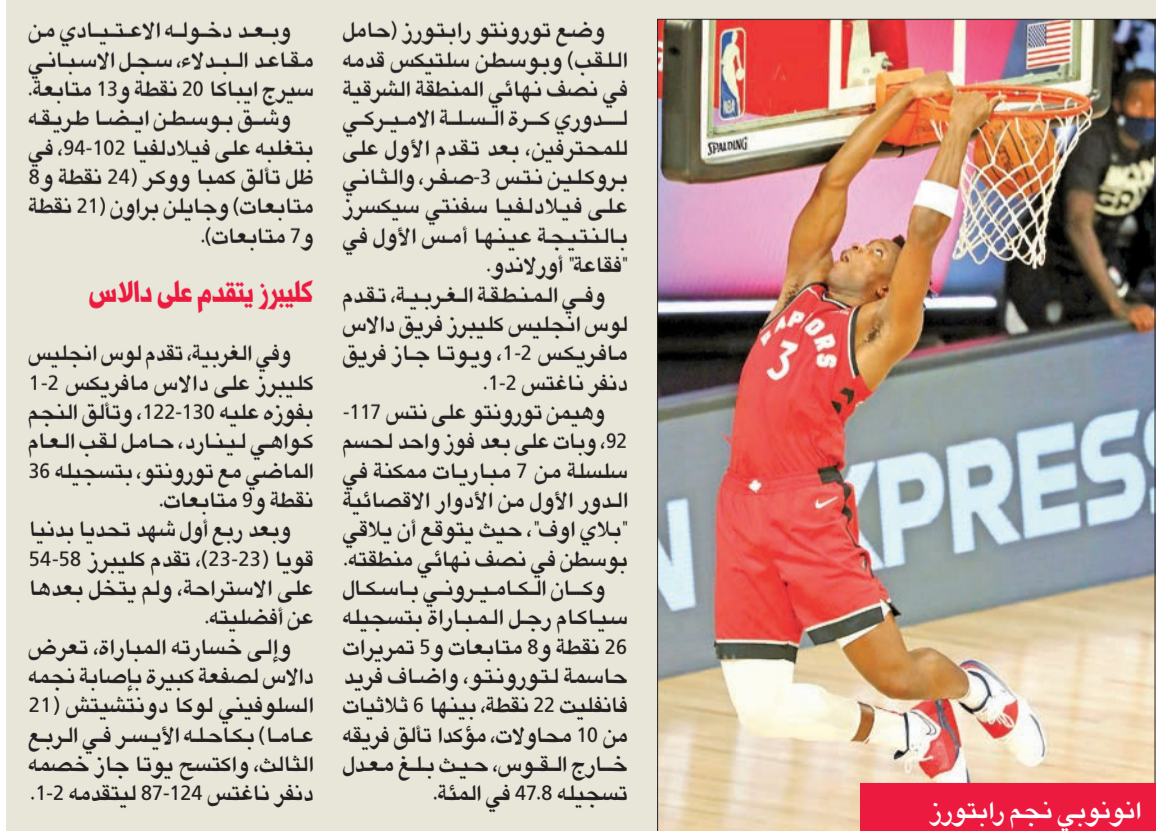 وضع تورونتو رابتورز (حامل
اللقب) وبوسطن سلتيكس قدمه
في نصف نهائي المنطقة الشرقية
لـدوري كرة السلة الاميركي
للمحترفين، بعد تقدم الأول على
بروكلين نتس 3-صفر، والثاني
على فيلادلفيا سفنتي سيكسرز
بالنتيجة عينها أمس الأول في
"فقاعة" أورلاندو.
وفي المنطقة الغربية، تقدم
لوس انجليس كليبرز فريق دالاس
مافريكس 2-1، ويوتا جاز فريق
دنفر ناغتس 2-1.
وهيمن تورونتو على نتس 117-
92، وبات على بعد فوز واحد لحسم
سلسلة من 7 مباريات ممكنة في
الدور الأول من الأدوار الاقصائية
"بلاي اوف"، حيث يتوقع أن يلاقي
بوسطن في نصف نهائي منطقته.
وكان الكاميروني باسكال
سياكام رجل المباراة بتسجيله
26 نقطة و8 متابعات و5 تمريرات
حاسمة لتورونتو، واضاف فريد
فانفليت 22 نقطة، بينها 6 ثلاثيات
من 10 محاولات، مؤكدا تألق فريقه
خارج القوس، حيث بلغ معدل
تسجيله 47.8 في المئة.
وبعد دخوله الاعتيادي من
مقاعد البدلاء، سجل الاسباني
سيرج ايباكا 20 نقطة و13 متابعة.
وشق بوسطن ايضا طريقه
بتغلبه على فيلادلفيا 102-94، في
ظل تألق كمبا ووكر (24 نقطة و8
متابعات) وجايلن براون (21 نقطة
و7 متابعات).
كليبرز يتقدم على دالاس
وفي الغربية، تقدم لوس انجليس
كليبرز على دالاس مافريكس 2-1
بفوزه عليه 130-122، وتألق النجم
كواهي لينارد، حامل لقب العام
الماضي مع تورونتو، بتسجيله 36
نقطة و9 متابعات.
وبعد ربع أول شهد تحديا بدنيا
قويا (23-23)، تقدم كليبرز 58-54
على الاستراحة، ولم يتخل بعدها
عن أفضليته.
وإلى خسارته المباراة، تعرض
دالاس لصفعة كبيرة بإصابة نجمه
السلوفيني لوكا دونتشيتش (21
عاما) بكاحله الأيسر في الربع
الثالث، واكتسح يوتا جاز خصمه
دنفر ناغتس 124-87 ليتقدمه 2-1.
NBA
SPALDING
RAPORS
3
N XPRESS
انونوبي نجم رابتورز